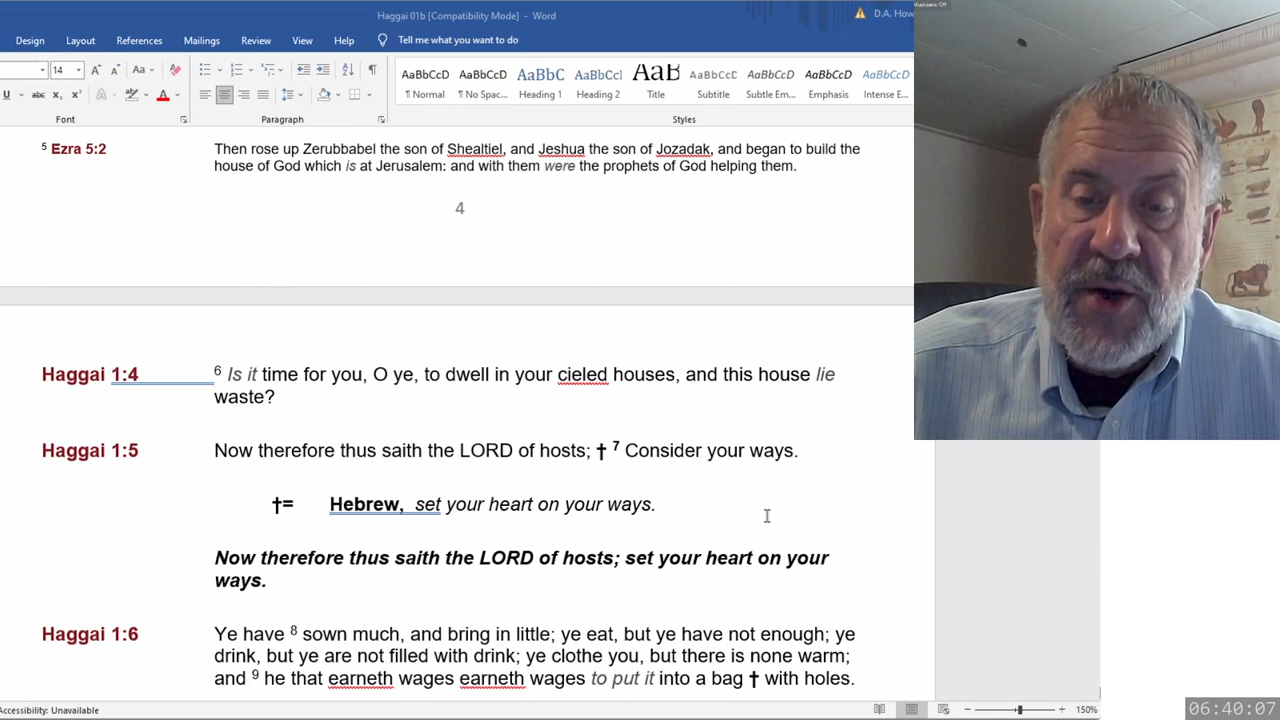 Musicians: Off
Haggai 01b [Compatibility Mode] - Word
D.A. How
Design Layout References Mailings Review View Help Tell me what you want to do
14 Aa
AaBbCcD AaBbCcD AaBbC AaBbCcI AaB AaBbCcD AaBbCcD AaBbCcD AaBbCcD
U abc x₂ x² A A
¶ Normal ¶ No Spac... Heading 1 Heading 2 Title Subtitle Subtle Em... Emphasis Intense E...
Font Paragraph Styles
⁵ Ezra 5:2 Then rose up Zerubbabel the son of Shealtiel, and Jeshua the son of Jozadak, and began to build the
house of God which is at Jerusalem: and with them were the prophets of God helping them.
4
Haggai 1:4 ⁶ Is it time for you, O ye, to dwell in your cieled houses, and this house lie
waste?
Haggai 1:5 Now therefore thus saith the LORD of hosts; † ⁷ Consider your ways.
†= Hebrew, set your heart on your ways.
Now therefore thus saith the LORD of hosts; set your heart on your
ways.
Haggai 1:6 Ye have ⁸ sown much, and bring in little; ye eat, but ye have not enough; ye
drink, but ye are not filled with drink; ye clothe you, but there is none warm;
and ⁹ he that earneth wages earneth wages to put it into a bag † with holes.
Accessibility: Unavailable 150%
06:40:07